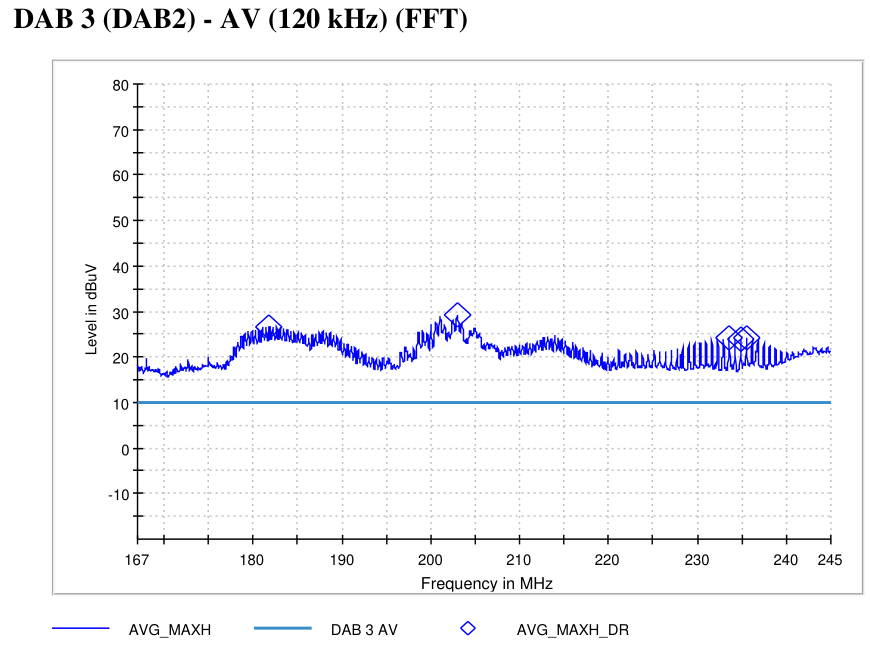 DAB 3 (DAB2) - AV (120 kHz) (FFT)
80
70
60
50
40
30
20
10
0
-10
Level in dBuV
167 180 190 200 210 220 230 240 245
Frequency in MHz
AVG_MAXH DAB 3 AV AVG_MAXH_DR